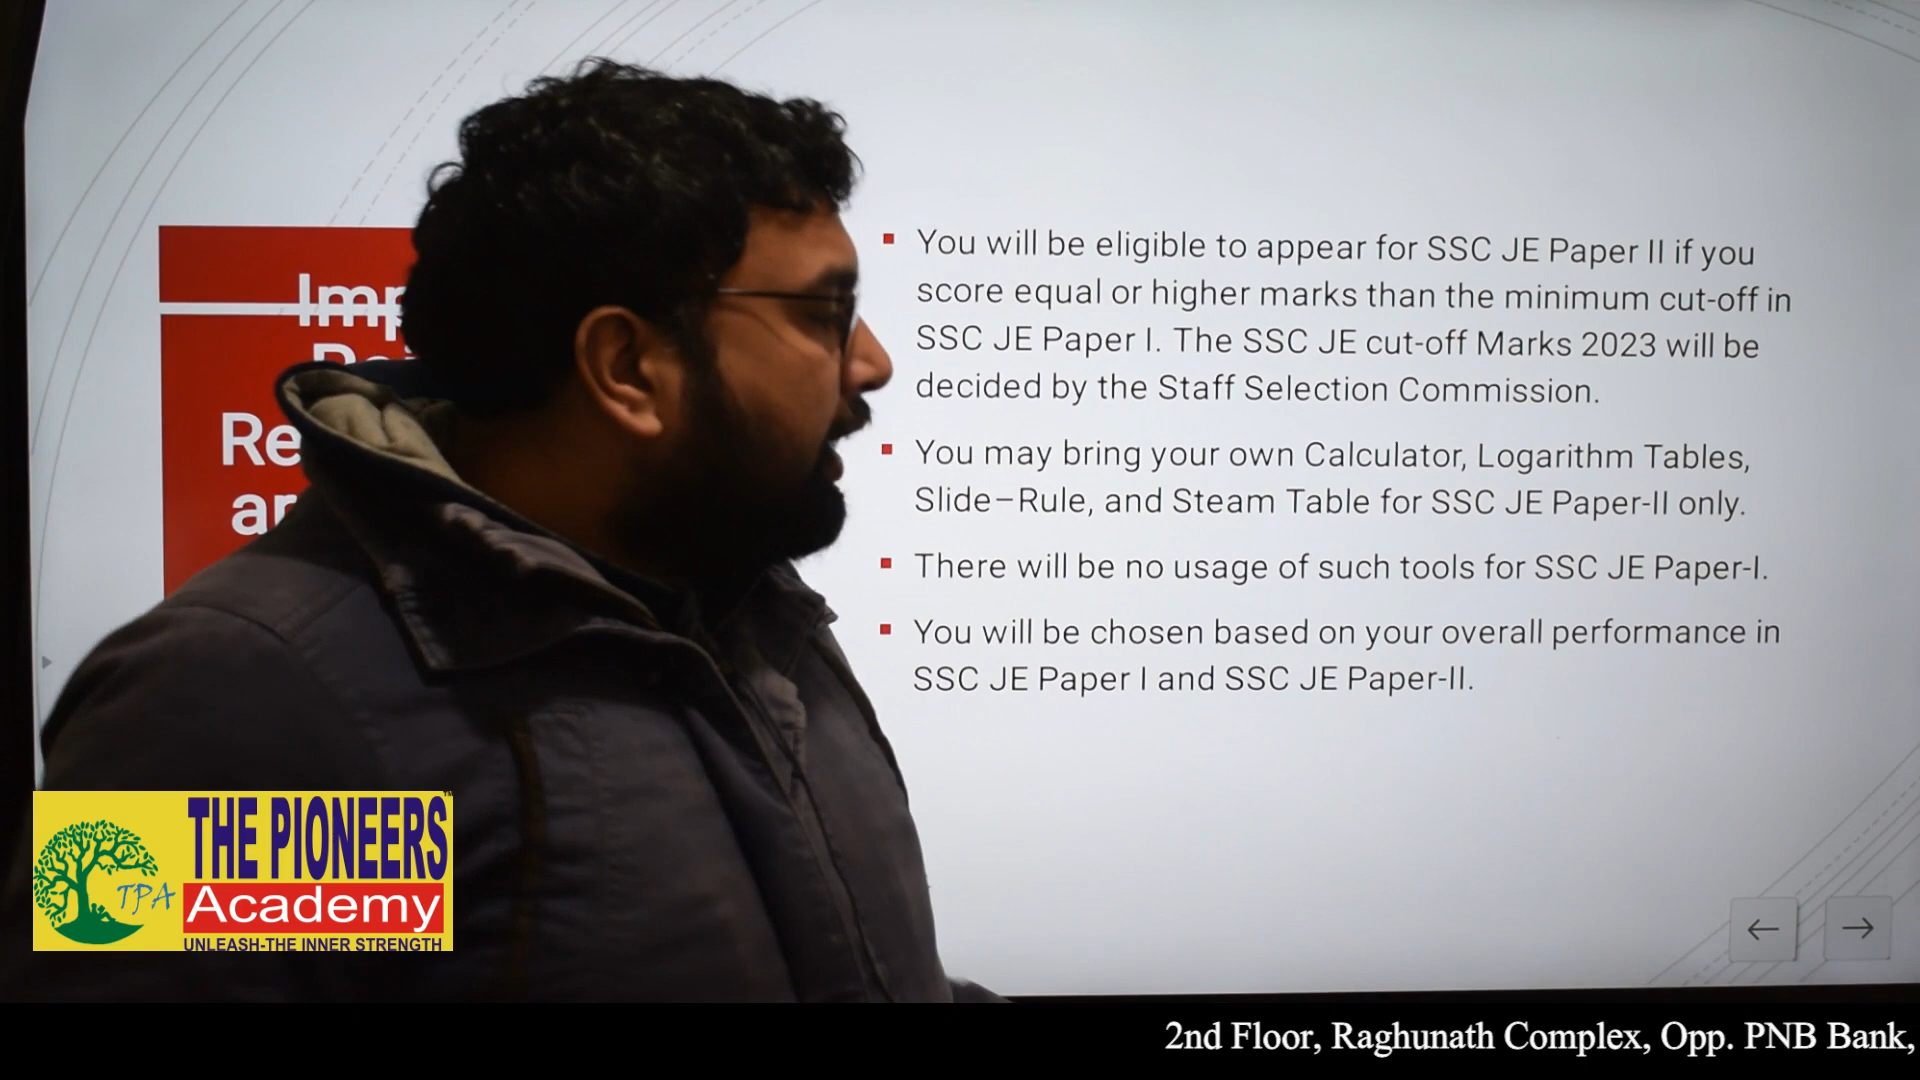 You will be eligible to appear for SSC JE Paper II if you
score equal or higher marks than the minimum cut-off in
SSC JE Paper I. The SSC JE cut-off Marks 2023 will be
decided by the Staff Selection Commission.
You may bring your own Calculator, Logarithm Tables,
Slide–Rule, and Steam Table for SSC JE Paper-II only.
There will be no usage of such tools for SSC JE Paper-I.
You will be chosen based on your overall performance in
SSC JE Paper I and SSC JE Paper-II.
THE PIONEERS
TPA
Academy
UNLEASH-THE INNER STRENGTH
2nd Floor, Raghunath Complex, Opp. PNB Bank,